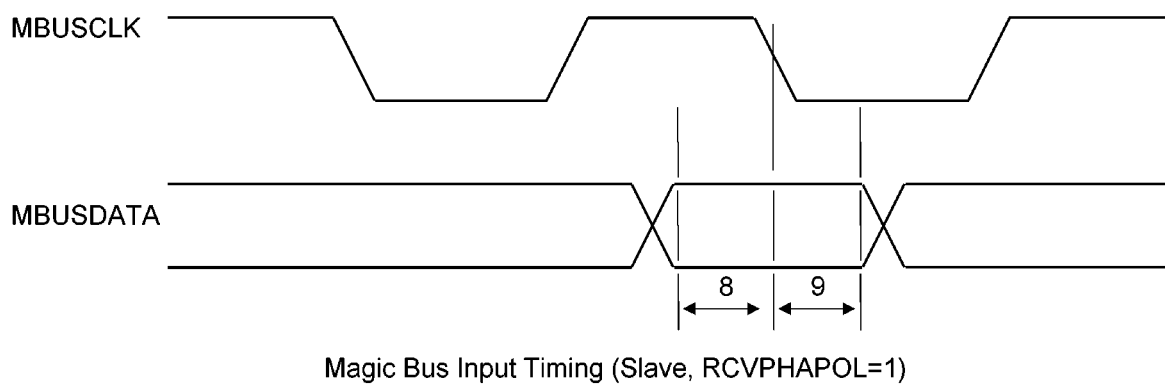 MBUSCLK
MBUSDATA
8 9
Magic Bus Input Timing (Slave, RCVPHAPOL=1)